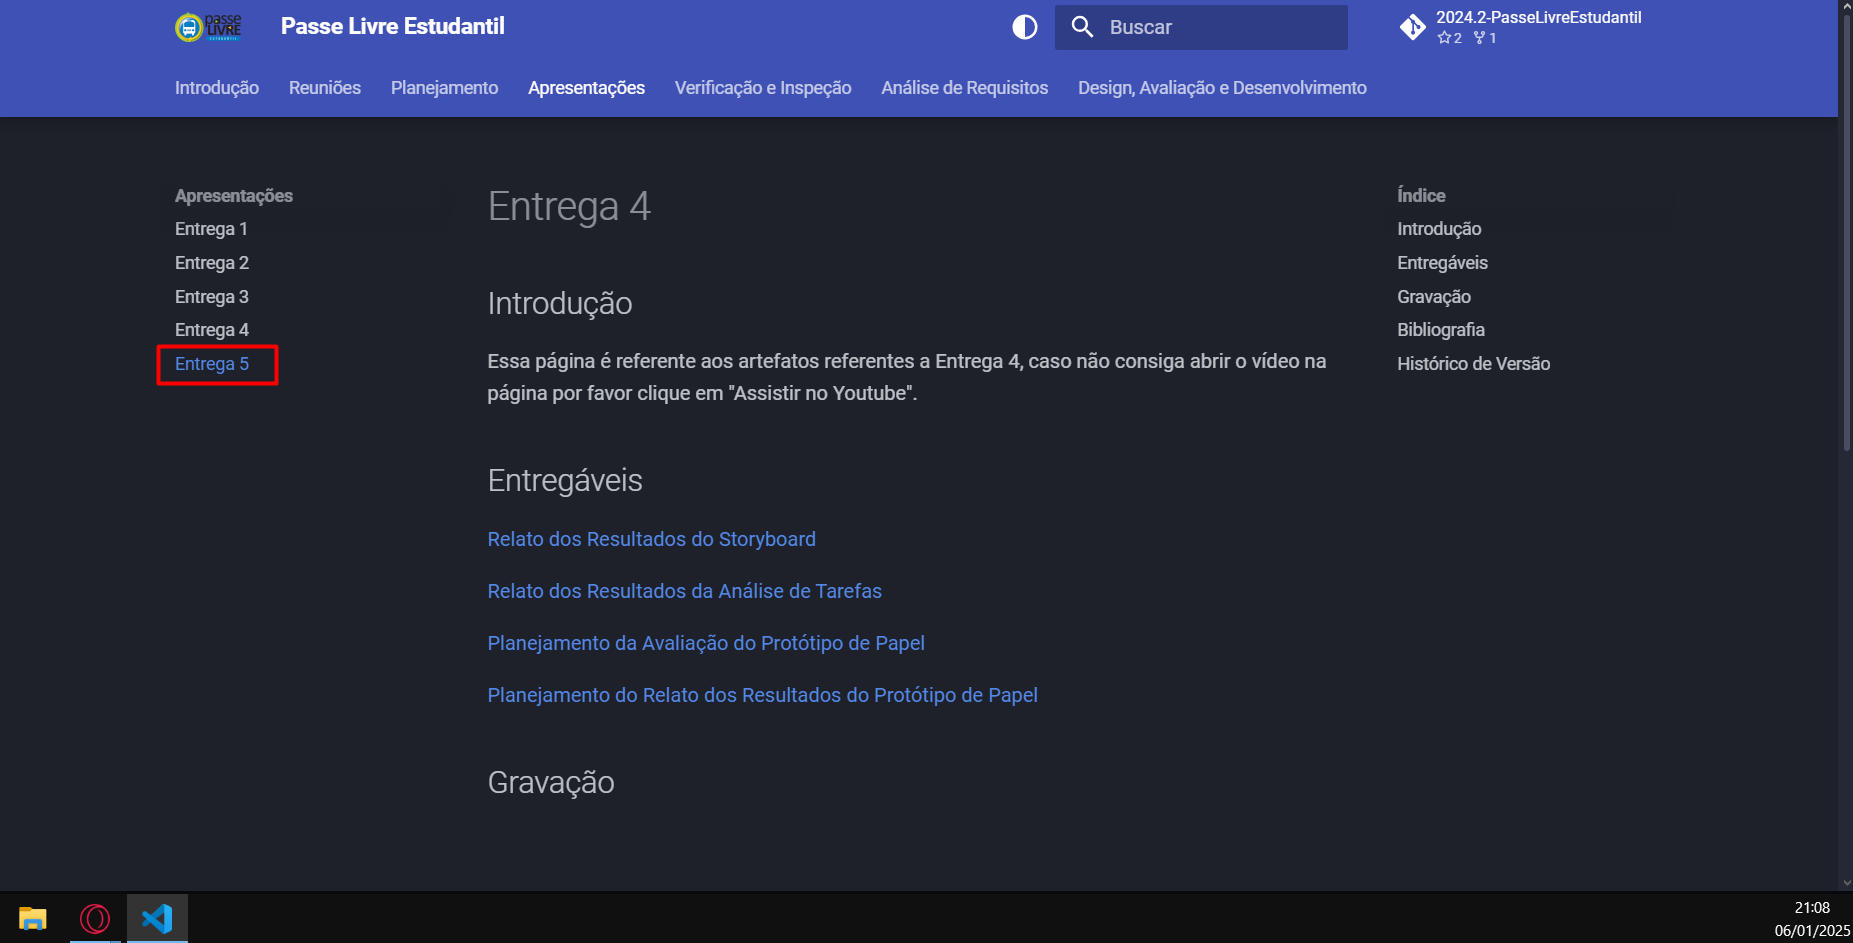 passe
LIVRE
ESTUDANTIL
Passe Livre Estudantil
Buscar
2024.2-PasseLivreEstudantil
2 1
Introdução Reuniões Planejamento Apresentações Verificação e Inspeção Análise de Requisitos Design, Avaliação e Desenvolvimento
Apresentações
Entrega 1
Entrega 2
Entrega 3
Entrega 4
Entrega 5
Entrega 4
Introdução
Essa página é referente aos artefatos referentes a Entrega 4, caso não consiga abrir o vídeo na
página por favor clique em "Assistir no Youtube".
Entregáveis
Relato dos Resultados do Storyboard
Relato dos Resultados da Análise de Tarefas
Planejamento da Avaliação do Protótipo de Papel
Planejamento do Relato dos Resultados do Protótipo de Papel
Gravação
Índice
Introdução
Entregáveis
Gravação
Bibliografia
Histórico de Versão
21:08
06/01/2025